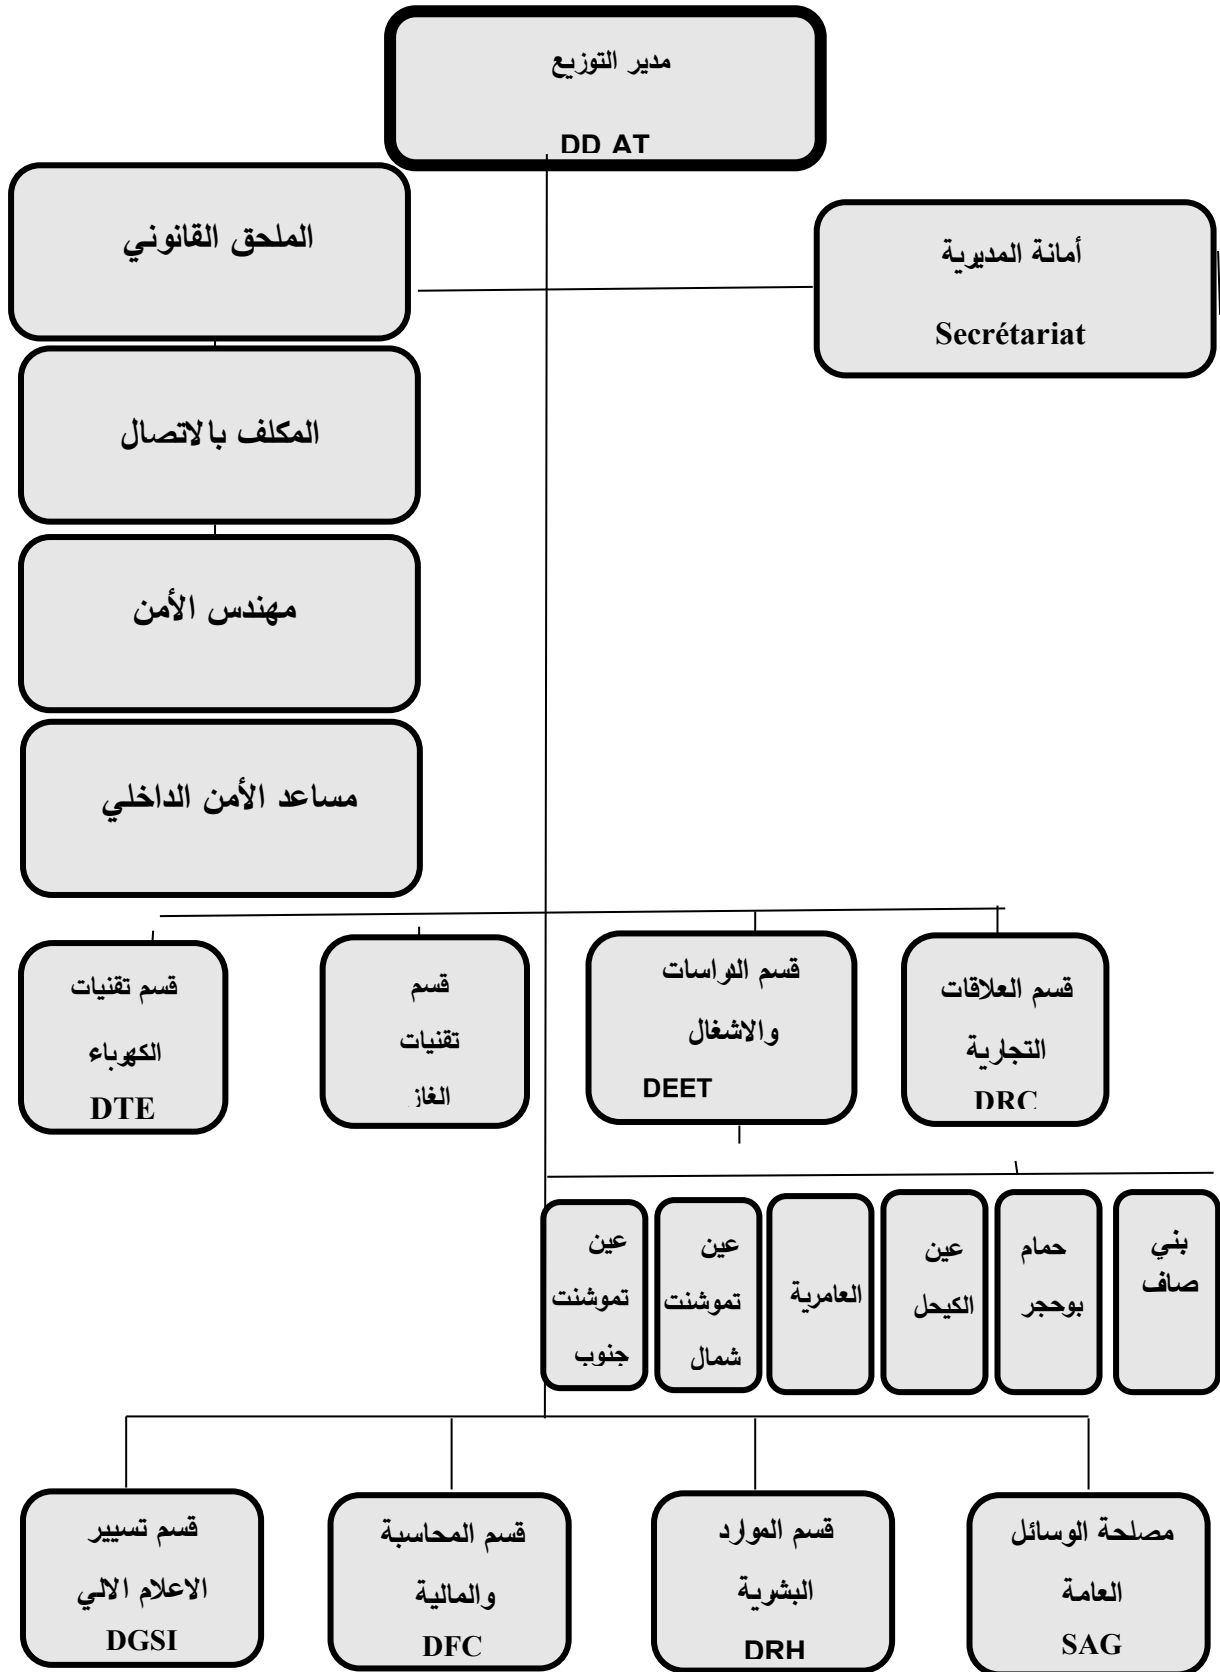 مدير التوزيع
DD AT
الملحق القانوني
أمانة المديرية
Secrétariat
المكلف بالاتصال
مهندس الأمن
مساعد الأمن الداخلي
قسم العلاقات
التجارية
DRC
قسم الدراسات
والاشغال
DEET
قسم
تقنيات
الغاز
قسم تقنيات
الكهرباء
DTE
بني
صاف
حمام
بوحجر
عين
الكيحل
العامرية
عين
تموشنت
شمال
عين
تموشنت
جنوب
مصلحة الوسائل
العامة
SAG
قسم الموارد
البشرية
DRH
قسم المحاسبة
والمالية
DFC
قسم تسيير
الاعلام الالي
DGSI